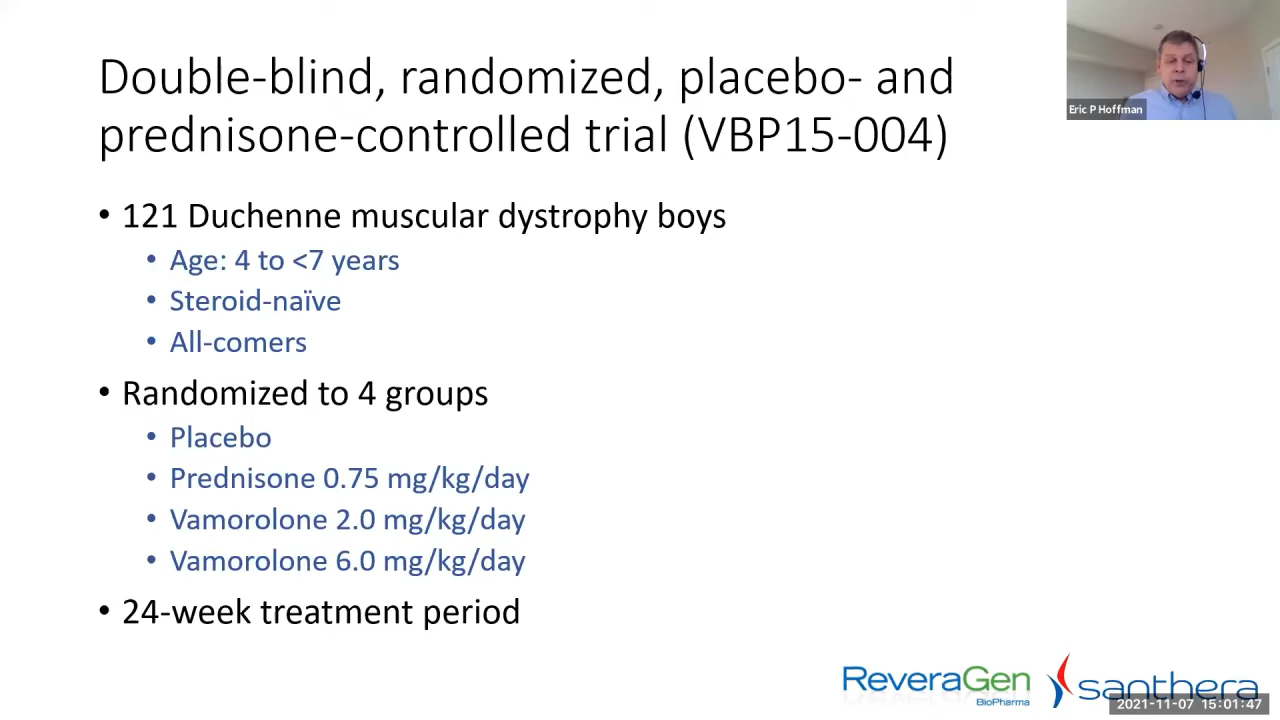 Double-blind, randomized, placebo- and
prednisone-controlled trial (VBP15-004)
Eric P Hoffman
• 121 Duchenne muscular dystrophy boys
• Age: 4 to <7 years
• Steroid-naïve
• All-comers
• Randomized to 4 groups
• Placebo
• Prednisone 0.75 mg/kg/day
• Vamorolone 2.0 mg/kg/day
• Vamorolone 6.0 mg/kg/day
• 24-week treatment period
ReveraGen
BioPharma
santhera
2021-11-07 15:01:47